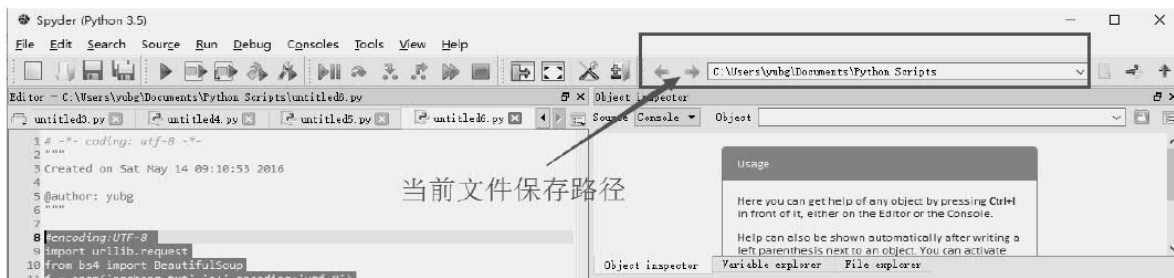 Spyder (Python 3.5)
File Edit Search Source Run Debug Consoles Tools View Help
C:\Users\yubg\Documents\Python Scripts
Editor - C:\Users\yubg\Documents\Python Scripts\untitled6.py
Object inspector
untitled3.py untitled4.py untitled5.py untitled6.py
Source Console Object
1 # -*- coding: utf-8 -*-
2 """
3 Created on Sat May 14 09:10:53 2016
4
5 @author: yubg
6 """
7
8 #encoding:UTF-8
9 import urllib.request
10 from bs4 import BeautifulSoup
当前文件保存路径
Usage
Here you can get help of any object by pressing Ctrl+I
in front of it, either on the Editor or the Console.
Help can also be shown automatically after writing a
left parenthesis next to an object. You can activate
Object inspector Variable explorer File explorer